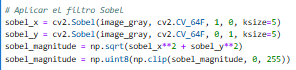 # Aplicar el filtro Sobel
sobel_x = cv2.Sobel(image_gray, cv2.CV_64F, 1, 0, ksize=5)
sobel_y = cv2.Sobel(image_gray, cv2.CV_64F, 0, 1, ksize=5)
sobel_magnitude = np.sqrt(sobel_x**2 + sobel_y**2)
sobel_magnitude = np.uint8(np.clip(sobel_magnitude, 0, 255))